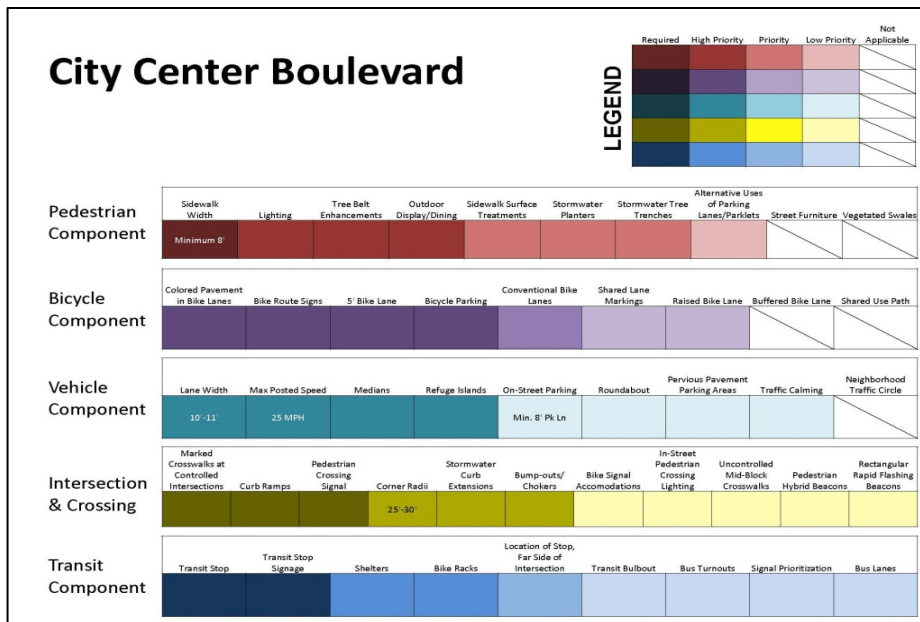 City Center Boulevard
LEGEND
Required High Priority Priority Low Priority Not
Applicable
Pedestrian
Component
Sidewalk
Width
Lighting
Tree Belt
Enhancements
Outdoor
Display/Dining
Sidewalk Surface
Treatments
Stormwater
Planters
Stormwater Tree
Trenches
Alternative Uses
of Parking
Lanes/Parklets
Street Furniture
Vegetated Swales
Minimum 8'
Bicycle
Component
Colored Pavement
in Bike Lanes
Bike Route Signs
5' Bike Lane
Bicycle Parking
Conventional Bike
Lanes
Shared Lane
Markings
Raised Bike Lane
Buffered Bike Lane
Shared Use Path
Vehicle
Component
Lane Width
Max Posted Speed
Medians
Refuge Islands
On-Street Parking
Roundabout
Pervious Pavement
Parking Areas
Traffic Calming
Neighborhood
Traffic Circle
10'-11'
25 MPH
Min. 8' Pk Ln
Intersection
& Crossing
Marked
Crosswalks at
Controlled
Intersections
Curb Ramps
Pedestrian
Crossing
Signal
Corner Radii
Stormwater
Curb
Extensions
Bump-outs/
Chokers
Bike Signal
Accomodations
In-Street
Pedestrian
Crossing
Lighting
Uncontrolled
Mid-Block
Crosswalks
Pedestrian
Hybrid Beacons
Rectangular
Rapid Flashing
Beacons
25'-30'
Transit
Component
Transit Stop
Transit Stop
Signage
Shelters
Bike Racks
Location of Stop,
Far Side of
Intersection
Transit Bulbout
Bus Turnouts
Signal Prioritization
Bus Lanes